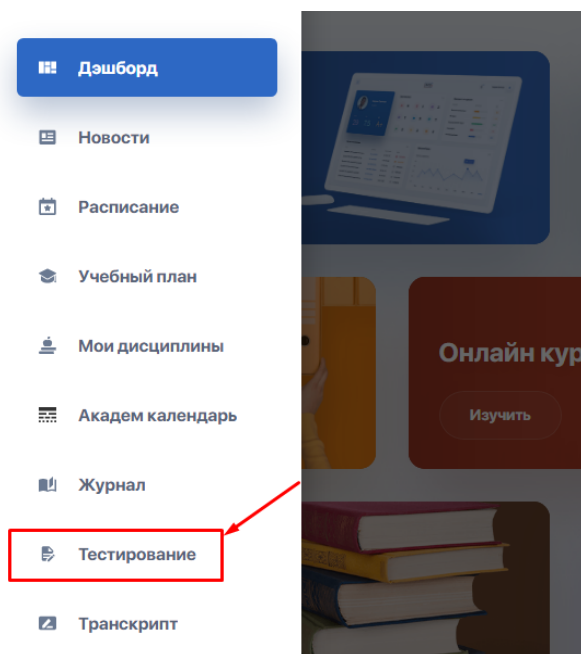 Дэшборд
Новости
Расписание
Учебный план
Мои дисциплины
Академ календарь
Журнал
Тестирование
Транскрипт
Онлайн кур
Изучить